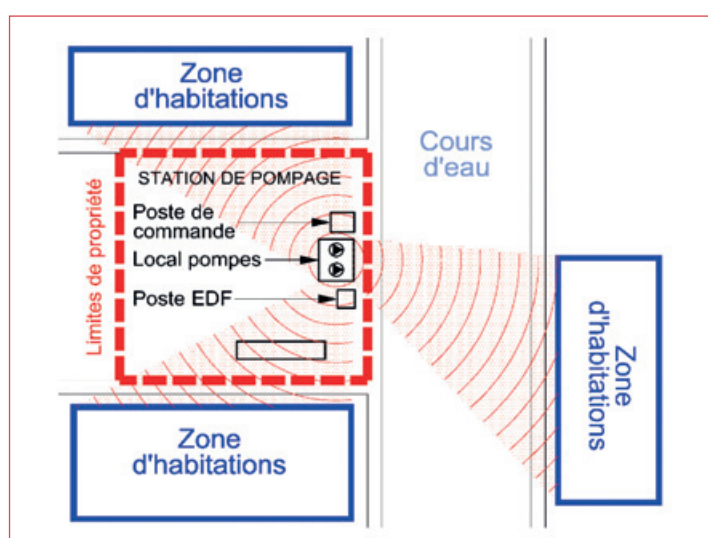 Zone
d'habitations
Cours
d'eau
Limites de propriété
STATION DE POMPAGE
Poste de
commande
Local pompes
Poste EDF
Zone
d'habitations
Zone
d'habitations